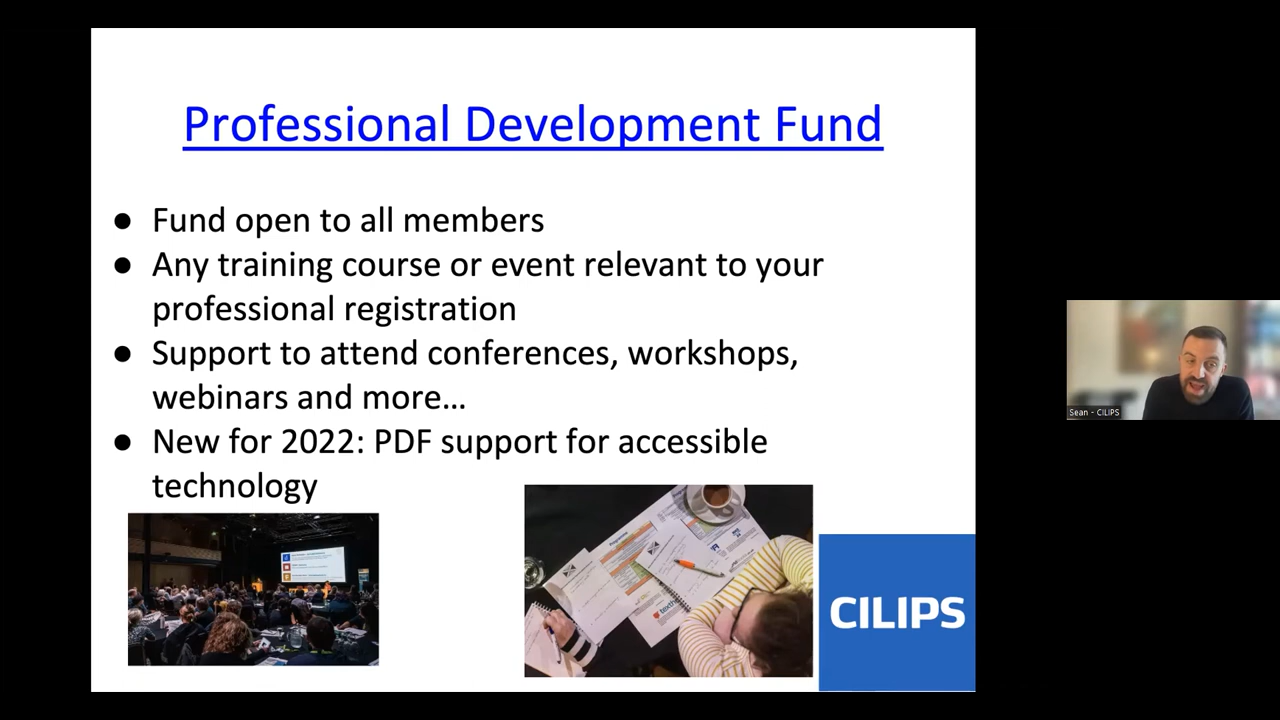 Professional Development Fund
● Fund open to all members
● Any training course or event relevant to your
professional registration
● Support to attend conferences, workshops,
webinars and more…
● New for 2022: PDF support for accessible
technology
CILIPS
Sean - CILIPS